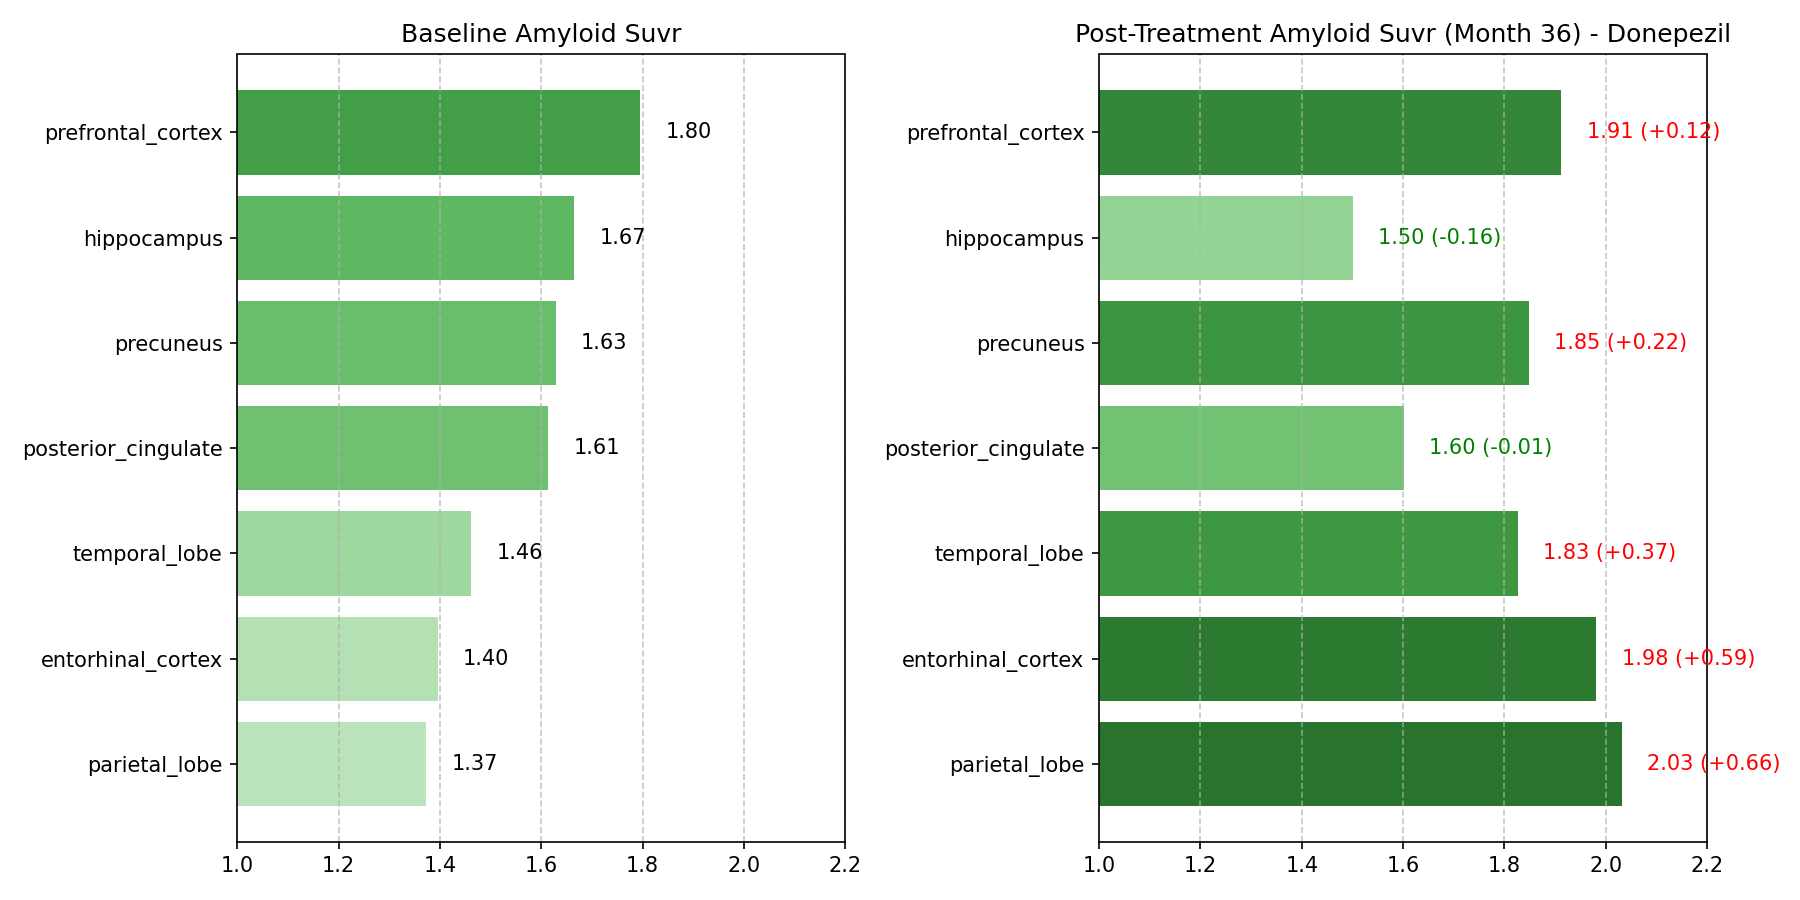 Baseline Amyloid Suvr
prefrontal_cortex 1.80
hippocampus 1.67
precuneus 1.63
posterior_cingulate 1.61
temporal_lobe 1.46
entorhinal_cortex 1.40
parietal_lobe 1.37
1.0 1.2 1.4 1.6 1.8 2.0 2.2
Post-Treatment Amyloid Suvr (Month 36) - Donepezil
prefrontal_cortex 1.91 (+0.12)
hippocampus 1.50 (-0.16)
precuneus 1.85 (+0.22)
posterior_cingulate 1.60 (-0.01)
temporal_lobe 1.83 (+0.37)
entorhinal_cortex 1.98 (+0.59)
parietal_lobe 2.03 (+0.66)
1.0 1.2 1.4 1.6 1.8 2.0 2.2